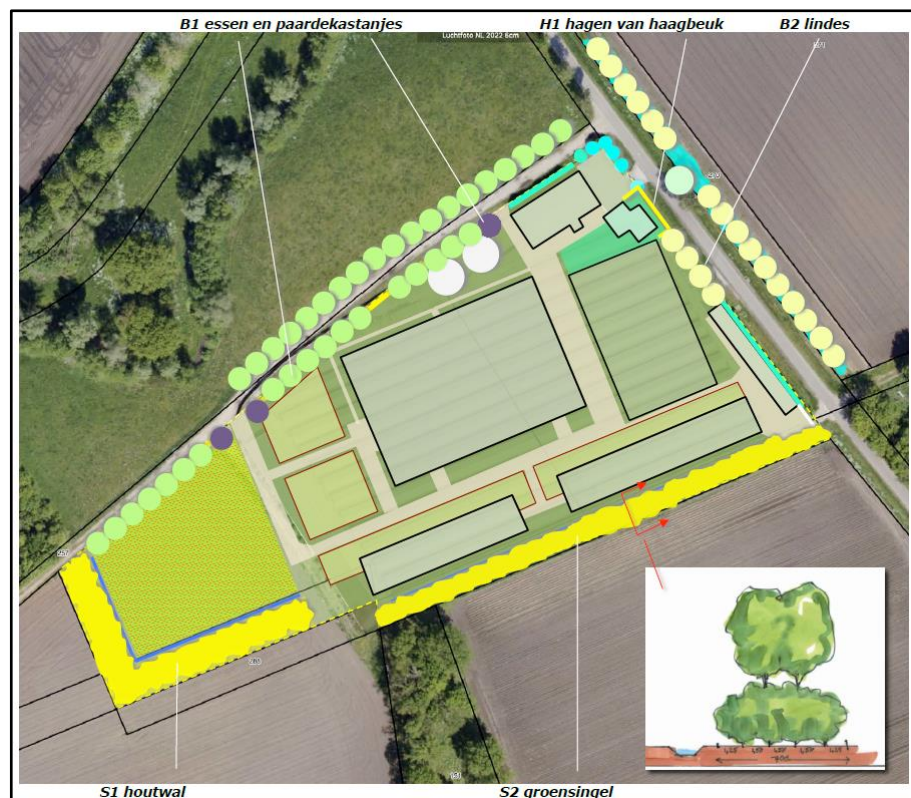 B1 essen en paardekastanjes
H1 hagen van haagbeuk
B2 lindes
Luchtfoto NL 2022 8cm
S1 houtwal
S2 groensingel